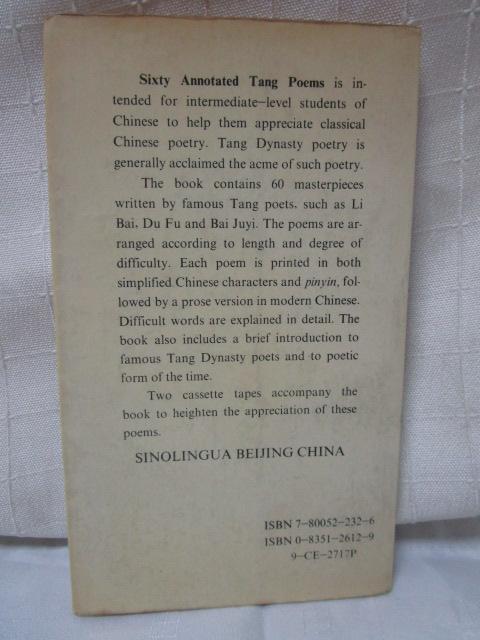 Sixty Annotated Tang Poems is in-
tended for intermediate-level students of
Chinese to help them appreciate classical
Chinese poetry. Tang Dynasty poetry is
generally acclaimed the acme of such poetry.
The book contains 60 masterpieces
written by famous Tang poets, such as Li
Bai, Du Fu and Bai Juyi. The poems are ar-
ranged according to length and degree of
difficulty. Each poem is printed in both
simplified Chinese characters and pinyin, fol-
lowed by a prose version in modern Chinese.
Difficult words are explained in detail. The
book also includes a brief introduction to
famous Tang Dynasty poets and to poetic
form of the time.
Two cassette tapes accompany the
book to heighten the appreciation of these
poems.
SINOLINGUA BEIJING CHINA
ISBN 7-80052-232-6
ISBN 0-8351-2612-9
9-CE-2717P